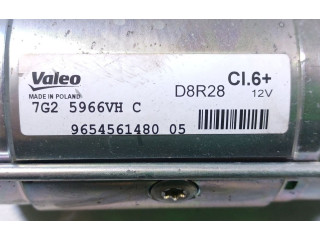 Valeo
MADE IN POLAND
D8R28
Cl.6+
12V
7G2 5966VH C
9654561480 05